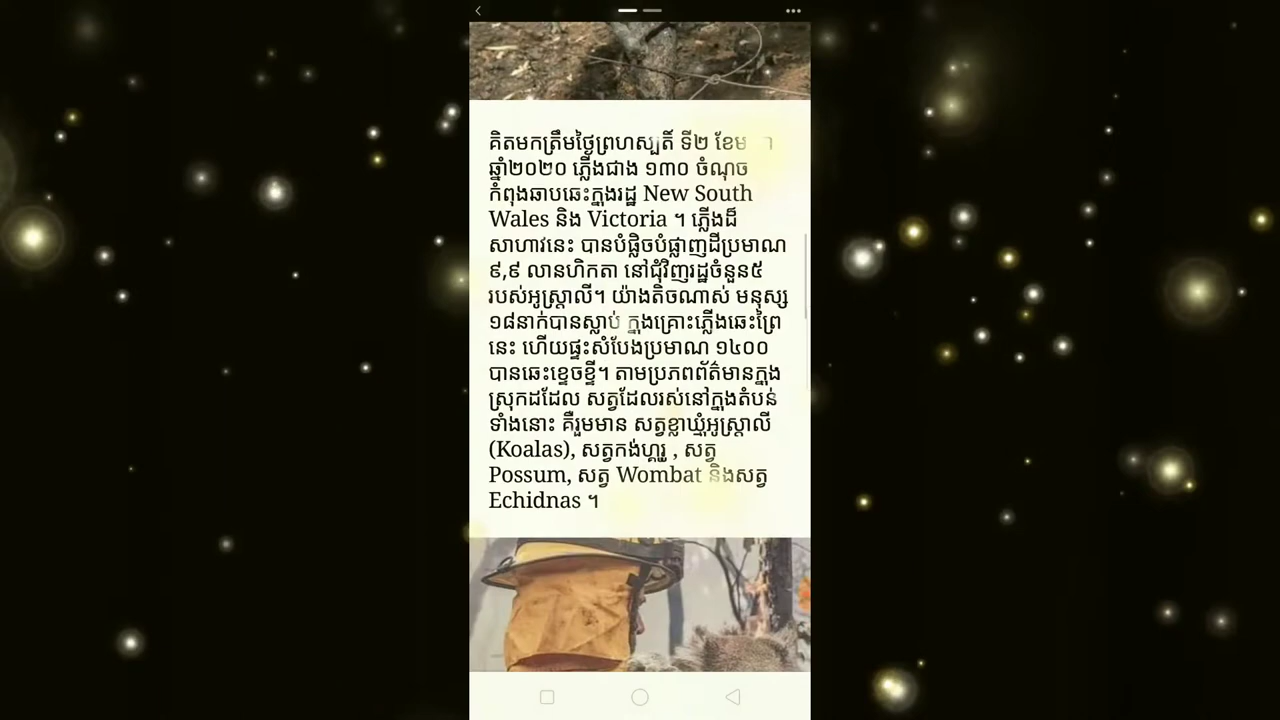 គិតមកត្រឹមថ្ងៃព្រហស្បតិ៍ ទី២
ឆ្នាំ២០២០ ភ្លើងជាង ១៣០ ចំណុច
កំពុងឆាបឆេះក្នុងរដ្ឋ New South
Wales និង Victoria ។ ភ្លើងដ៏
សាហាវនេះ បានបំផ្លិចបំផ្លាញដីប្រមាណ
៩,៩ លានហិកតា នៅជុំវិញរដ្ឋចំនួន៥
របស់អូស្ត្រាលី។ យ៉ាងតិចណាស់ មនុស្ស
១៨នាក់បានស្លាប់ ក្នុងគ្រោះភ្លើងឆេះព្រៃ
នេះ ហើយផ្ទះសំបែងប្រមាណ ១៤០០
បានឆេះខ្ទេចខ្ទី។ តាមប្រភពព័ត៌មានក្នុង
ស្រុកដដែល សត្វដែលរស់នៅក្នុងតំបន់
ទាំងនោះ គឺរួមមាន សត្វខ្លាឃ្មុំអូស្ត្រាលី
(Koalas), សត្វកង់ហ្គូរូ , សត្វ
Possum, សត្វ Wombat និងសត្វ
Echidnas ។